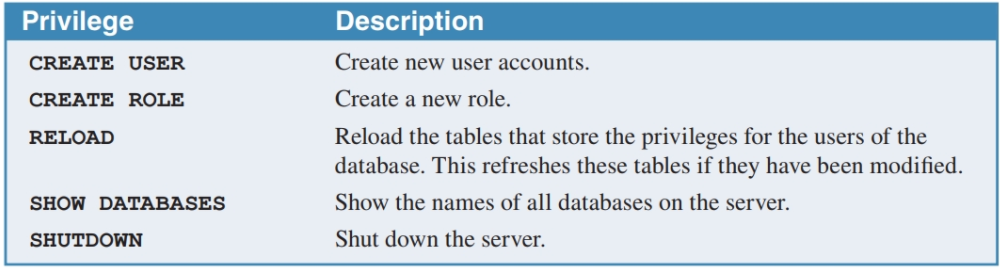 Privilege Description
CREATE USER Create new user accounts.
CREATE ROLE Create a new role.
RELOAD Reload the tables that store the privileges for the users of the
database. This refreshes these tables if they have been modified.
SHOW DATABASES Show the names of all databases on the server.
SHUTDOWN Shut down the server.